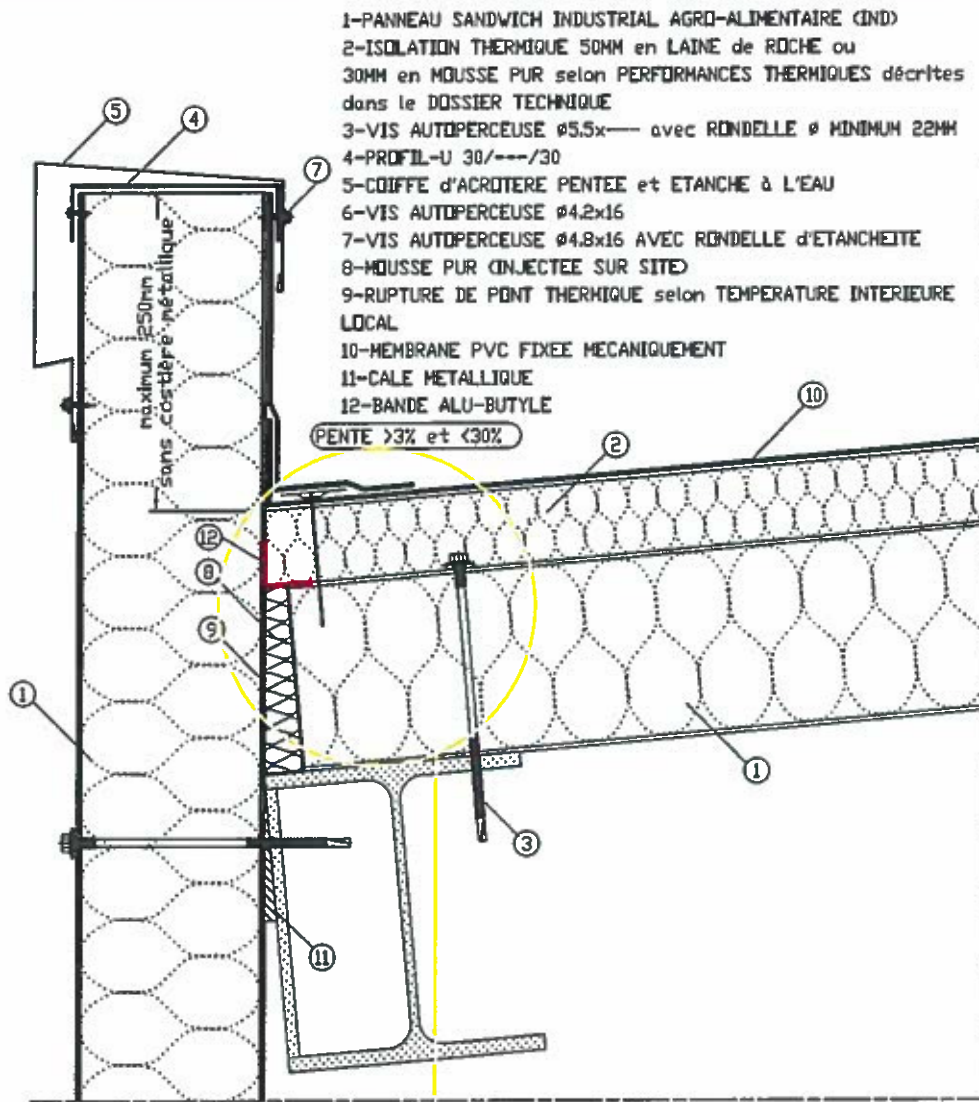 1-PANNEAU SANDWICH INDUSTRIAL AGRO-ALIMENTAIRE (IND)
2-ISOLATION THERMIQUE 50MM en LAINE de ROCHE ou
30MM en MOUSSE PUR selon PERFORMANCES THERMIQUES décrites
dans le DOSSIER TECHNIQUE
3-VIS AUTOPERCEUSE ø5.5x--- avec RONDELLE ø MINIMUM 22MM
4-PROFIL-U 30/---/30
5-COIFFE d'ACROTERE PENTEE et ETANCHE à L'EAU
6-VIS AUTOPERCEUSE ø4.2x16
7-VIS AUTOPERCEUSE ø4.8x16 AVEC RONDELLE d'ETANCHEITE
8-MOUSSE PUR (INJECTEE SUR SITE)
9-RUPTURE DE PONT THERMIQUE selon TEMPERATURE INTERIEURE
LOCAL
10-MEMBRANE PVC FIXEE MECANIQUEMENT
11-CALE METALLIQUE
12-BANDE ALU-BUTYLE
PENTE >3% et <30%
5
4
7
maximum 250mm
sans costière métallique
10
2
12
8
9
1
1
3
11